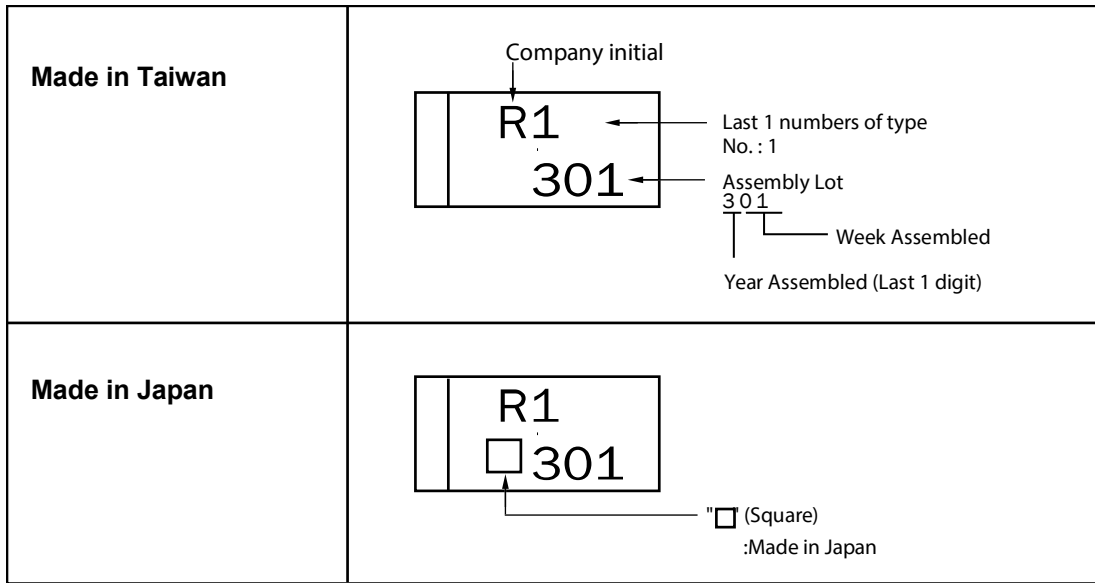 Made in Taiwan
Company initial
R1
301
Last 1 numbers of type
No. : 1
Assembly Lot
301
Week Assembled
Year Assembled (Last 1 digit)
Made in Japan
R1
□ 301
"□" (Square)
:Made in Japan